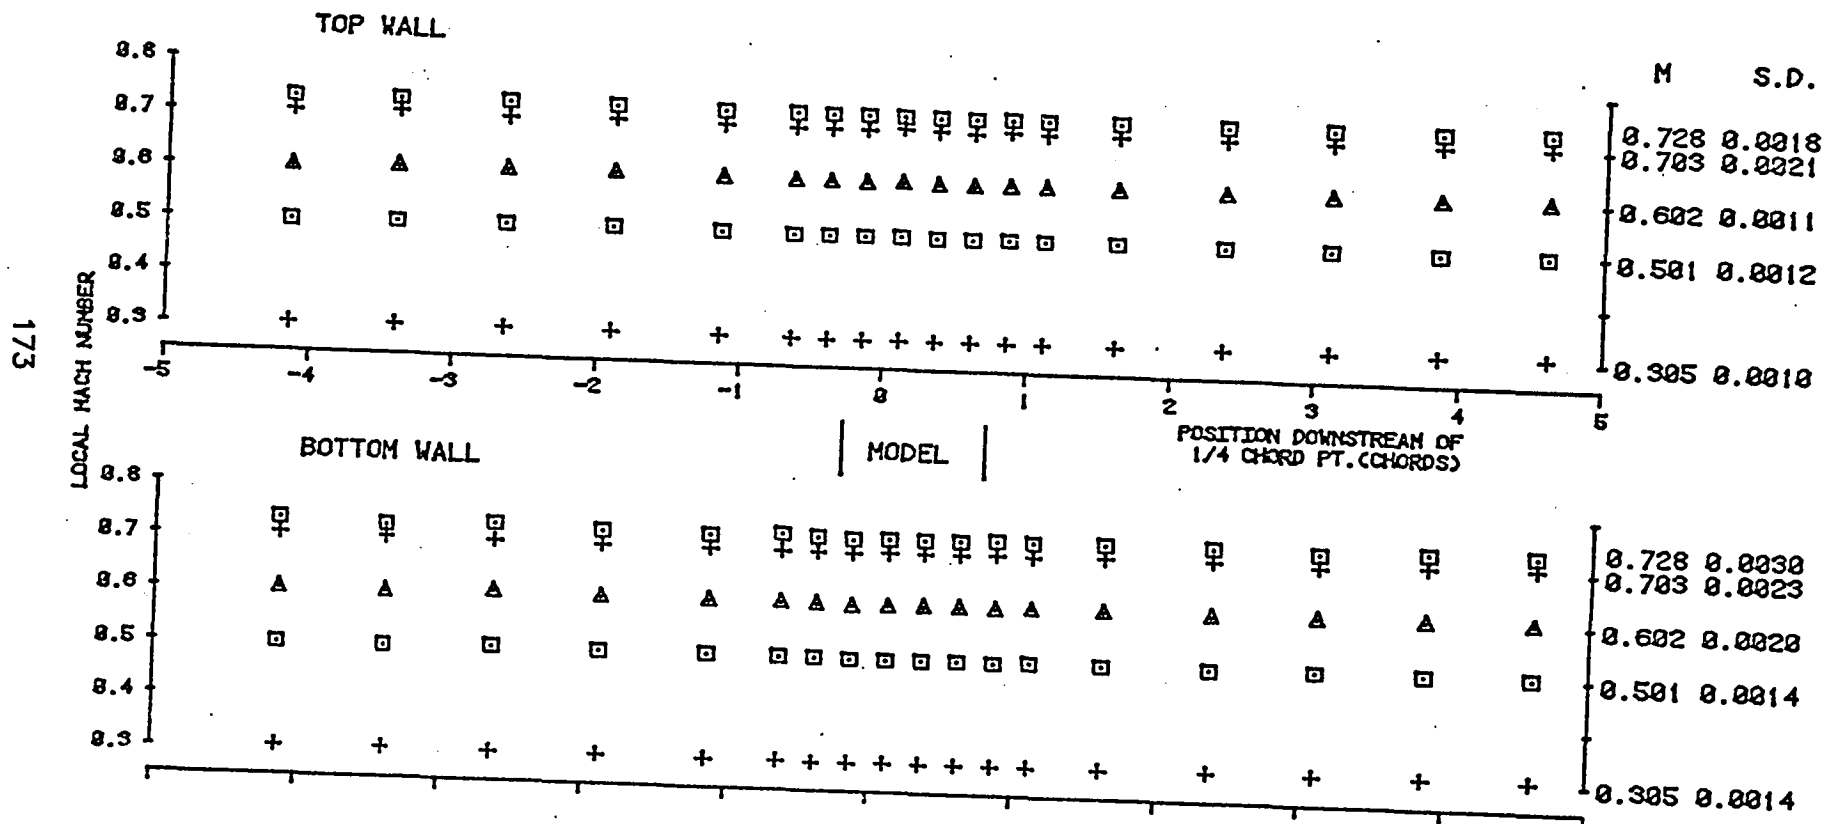 TOP WALL
M S.D.
0.8
0.7
0.6
0.5
0.4
0.3
0.728 0.0018
0.703 0.0021
0.602 0.0011
0.501 0.0012
0.305 0.0010
-5 -4 -3 -2 -1 0 1 2 3 4 5
LOCAL MACH NUMBER
173
BOTTOM WALL
MODEL
POSITION DOWNSTREAM OF
1/4 CHORD PT.(CHORDS)
0.8
0.7
0.6
0.5
0.4
0.3
0.728 0.0030
0.703 0.0023
0.602 0.0020
0.501 0.0014
0.305 0.0014